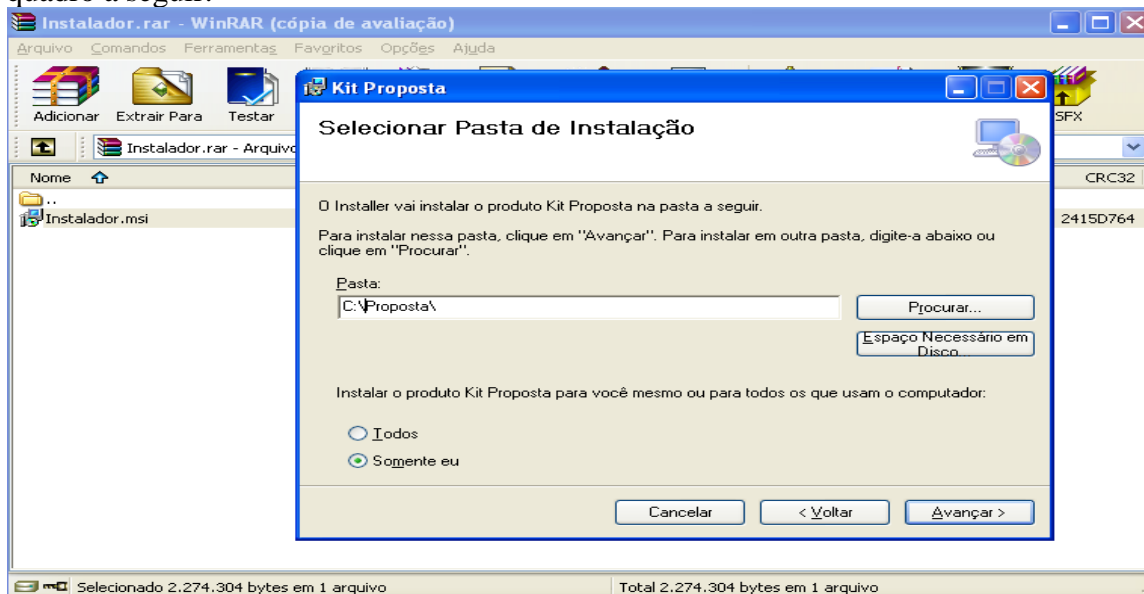 quadro a seguir:
Instalador.rar - WinRAR (cópia de avaliação)
Arquivo Comandos Ferramentas Favoritos Opções Ajuda
Adicionar Extrair Para Testar SFX
Instalador.rar - Arquivo
Nome CRC32
..
Instalador.msi 2415D764
Kit Proposta
Selecionar Pasta de Instalação
O Installer vai instalar o produto Kit Proposta na pasta a seguir.
Para instalar nessa pasta, clique em "Avançar". Para instalar em outra pasta, digite-a abaixo ou
clique em "Procurar".
Pasta:
C:\Proposta\
Procurar...
Espaço Necessário em
Disco...
Instalar o produto Kit Proposta para você mesmo ou para todos os que usam o computador:
Todos
Somente eu
Cancelar < Voltar Avançar >
Selecionado 2.274.304 bytes em 1 arquivo Total 2.274.304 bytes em 1 arquivo